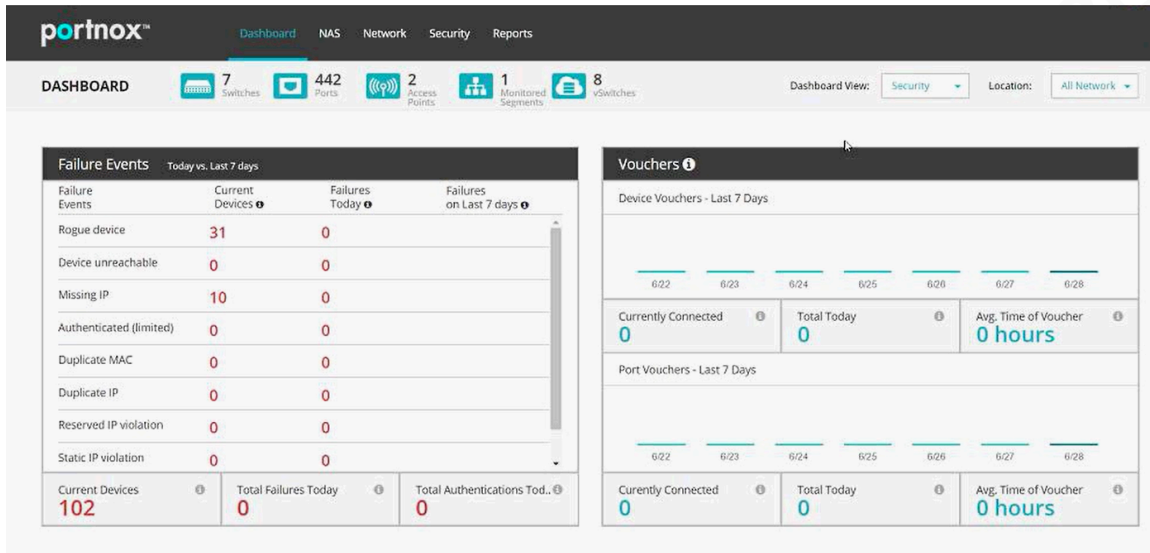 portnox™
Dashboard NAS Network Security Reports
DASHBOARD
7 Switches
442 Ports
2 Access Points
1 Monitored Segments
8 vSwitches
Dashboard View: Security
Location: All Network
Failure Events Today vs. Last 7 days
Failure Events
Current Devices
Failures Today
Failures on Last 7 days
Rogue device 31 0
Device unreachable 0 0
Missing IP 10 0
Authenticated (limited) 0 0
Duplicate MAC 0 0
Duplicate IP 0 0
Reserved IP violation 0 0
Static IP violation 0 0
Current Devices
102
Total Failures Today
0
Total Authentications Tod..
0
Vouchers
Device Vouchers - Last 7 Days
6/22 6/23 6/24 6/25 6/26 6/27 6/28
Currently Connected
0
Total Today
0
Avg. Time of Voucher
0 hours
Port Vouchers - Last 7 Days
6/22 6/23 6/24 6/25 6/26 6/27 6/28
Curently Connected
0
Total Today
0
Avg. Time of Voucher
0 hours